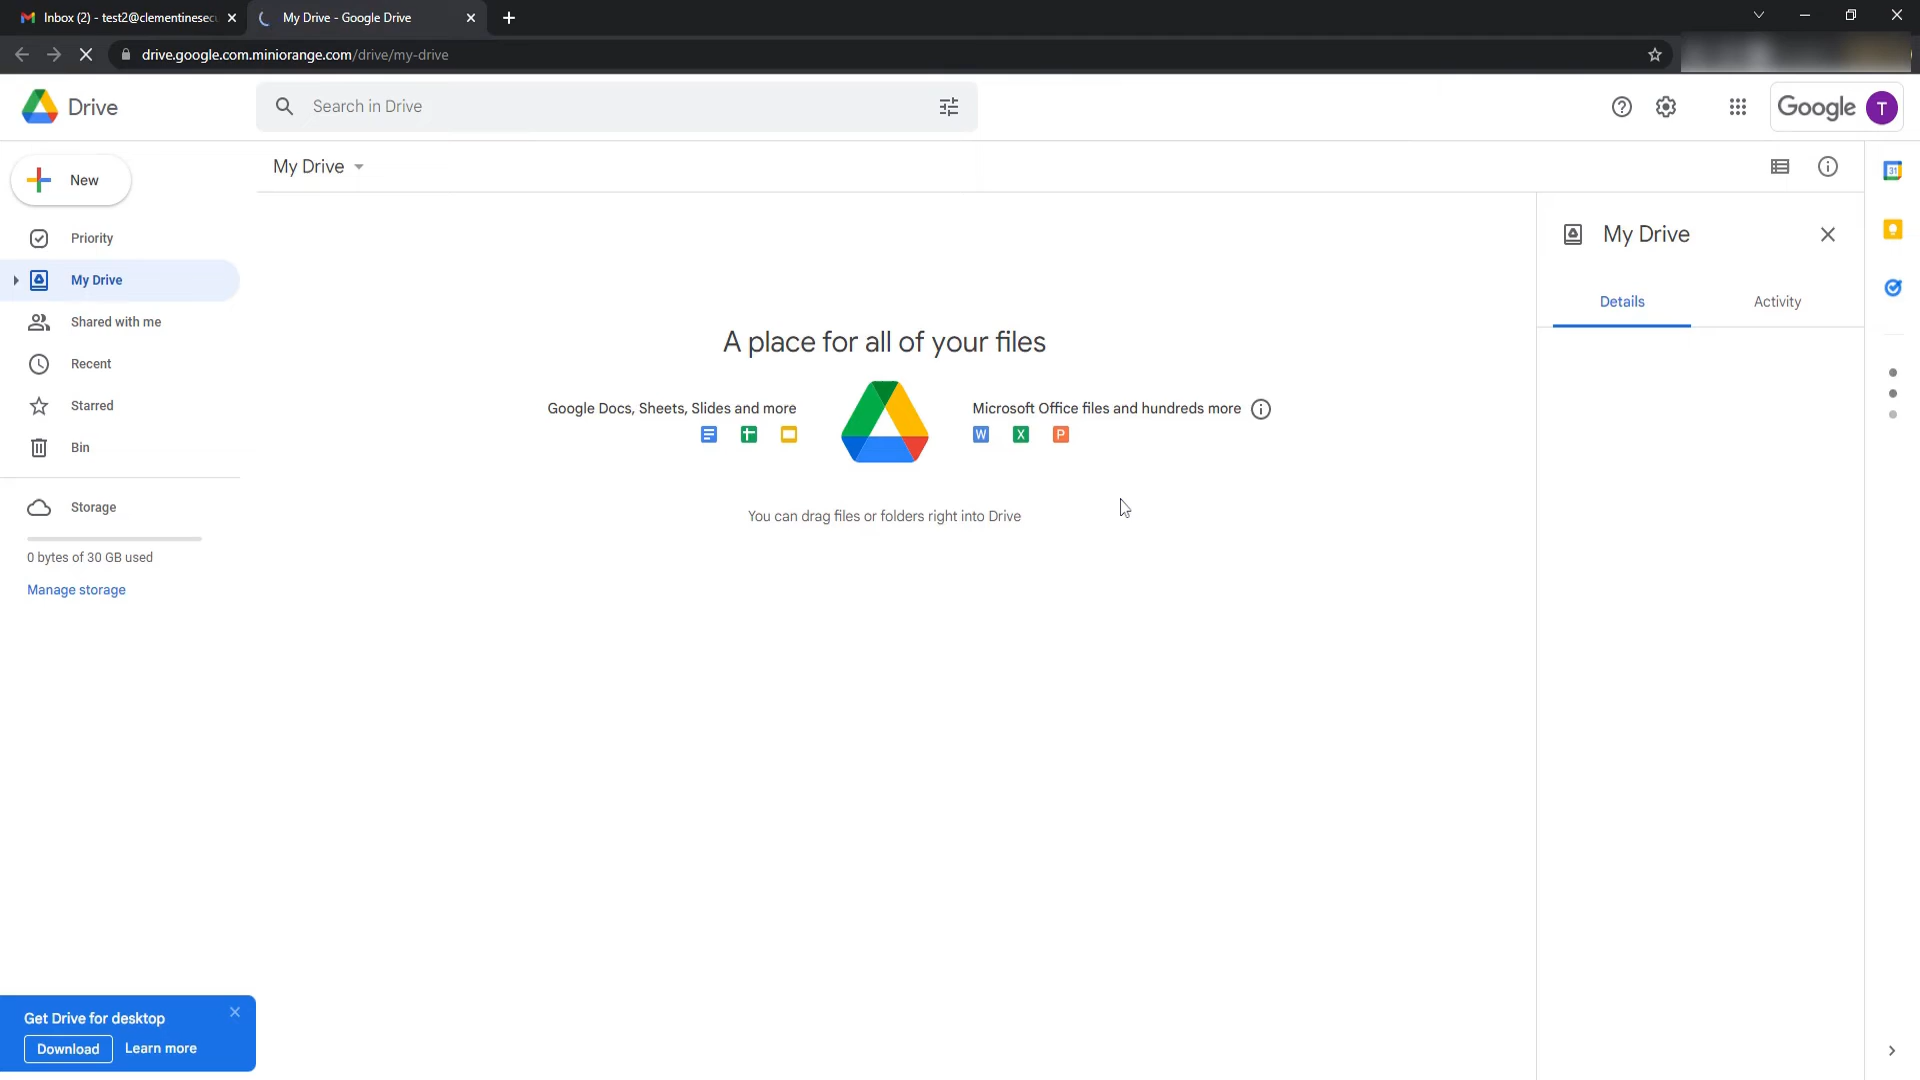 Inbox (2) - test2@clementinesecu
My Drive - Google Drive
drive.google.com.miniorange.com/drive/my-drive
Drive
Search in Drive
Google
T
New
My Drive
31
Priority
My Drive
Shared with me
Recent
Starred
Bin
Storage
0 bytes of 30 GB used
Manage storage
A place for all of your files
Google Docs, Sheets, Slides and more
Microsoft Office files and hundreds more
W
X
P
You can drag files or folders right into Drive
My Drive
Details
Activity
Get Drive for desktop
Download
Learn more